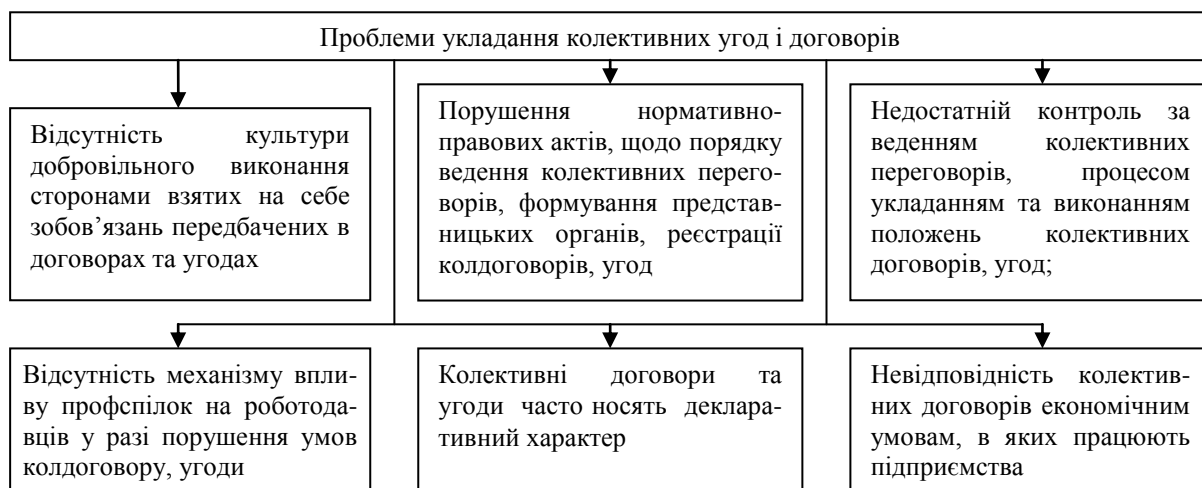 Проблеми укладання колективних угод і договорів
Відсутність культури
добровільного виконання
сторонами взятих на себе
зобов’язань передбачених в
договорах та угодах
Порушення нормативно-
правових актів, щодо порядку
ведення колективних перего-
ворів, формування представ-
ницьких органів, реєстрації
колдоговорів, угод
Недостатній контроль за
веденням колективних
переговорів, процесом
укладанням та виконанням
положень колективних
договорів, угод;
Відсутність механізму впли-
ву профспілок на роботода-
вців у разі порушення умов
колдоговору, угоди
Колективні договори та
угоди часто носять деклара-
тивний характер
Невідповідність колектив-
них договорів економічним
умовам, в яких працюють
підприємства